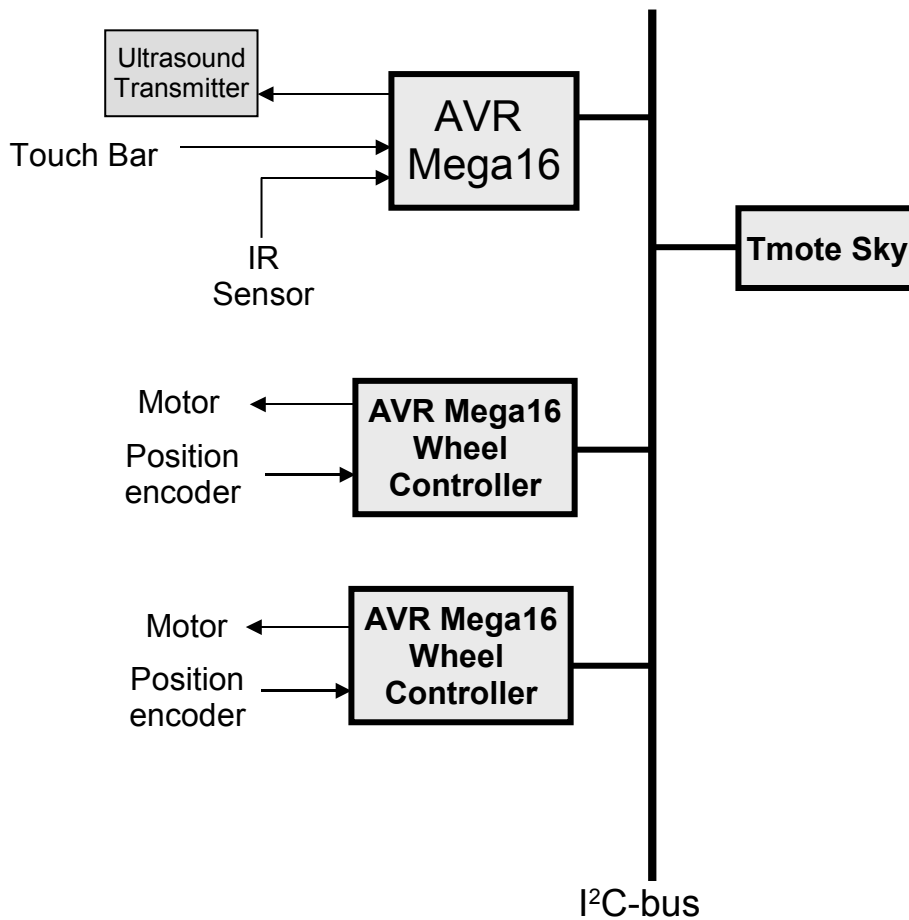 Ultrasound
Transmitter
AVR
Mega16
Touch Bar
IR
Sensor
Tmote Sky
Motor
Position
encoder
AVR Mega16
Wheel
Controller
Motor
Position
encoder
AVR Mega16
Wheel
Controller
I²C-bus